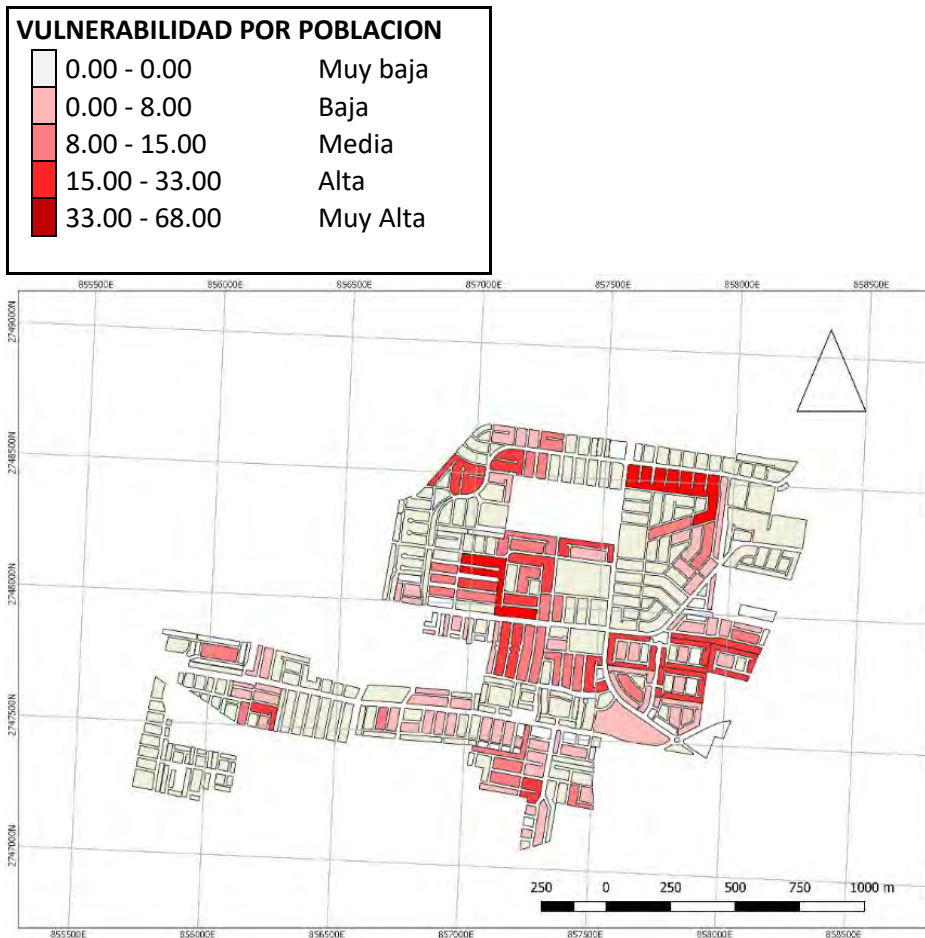 VULNERABILIDAD POR POBLACION
0.00 - 0.00 Muy baja
0.00 - 8.00 Baja
8.00 - 15.00 Media
15.00 - 33.00 Alta
33.00 - 68.00 Muy Alta
855500E 856000E 856500E 857000E 857500E 858000E 858500E
2749000N
2748500N
2748000N
2747500N
2747000N
250 0 250 500 750 1000 m
855500E 856000E 856500E 857000E 857500E 858000E 858500E